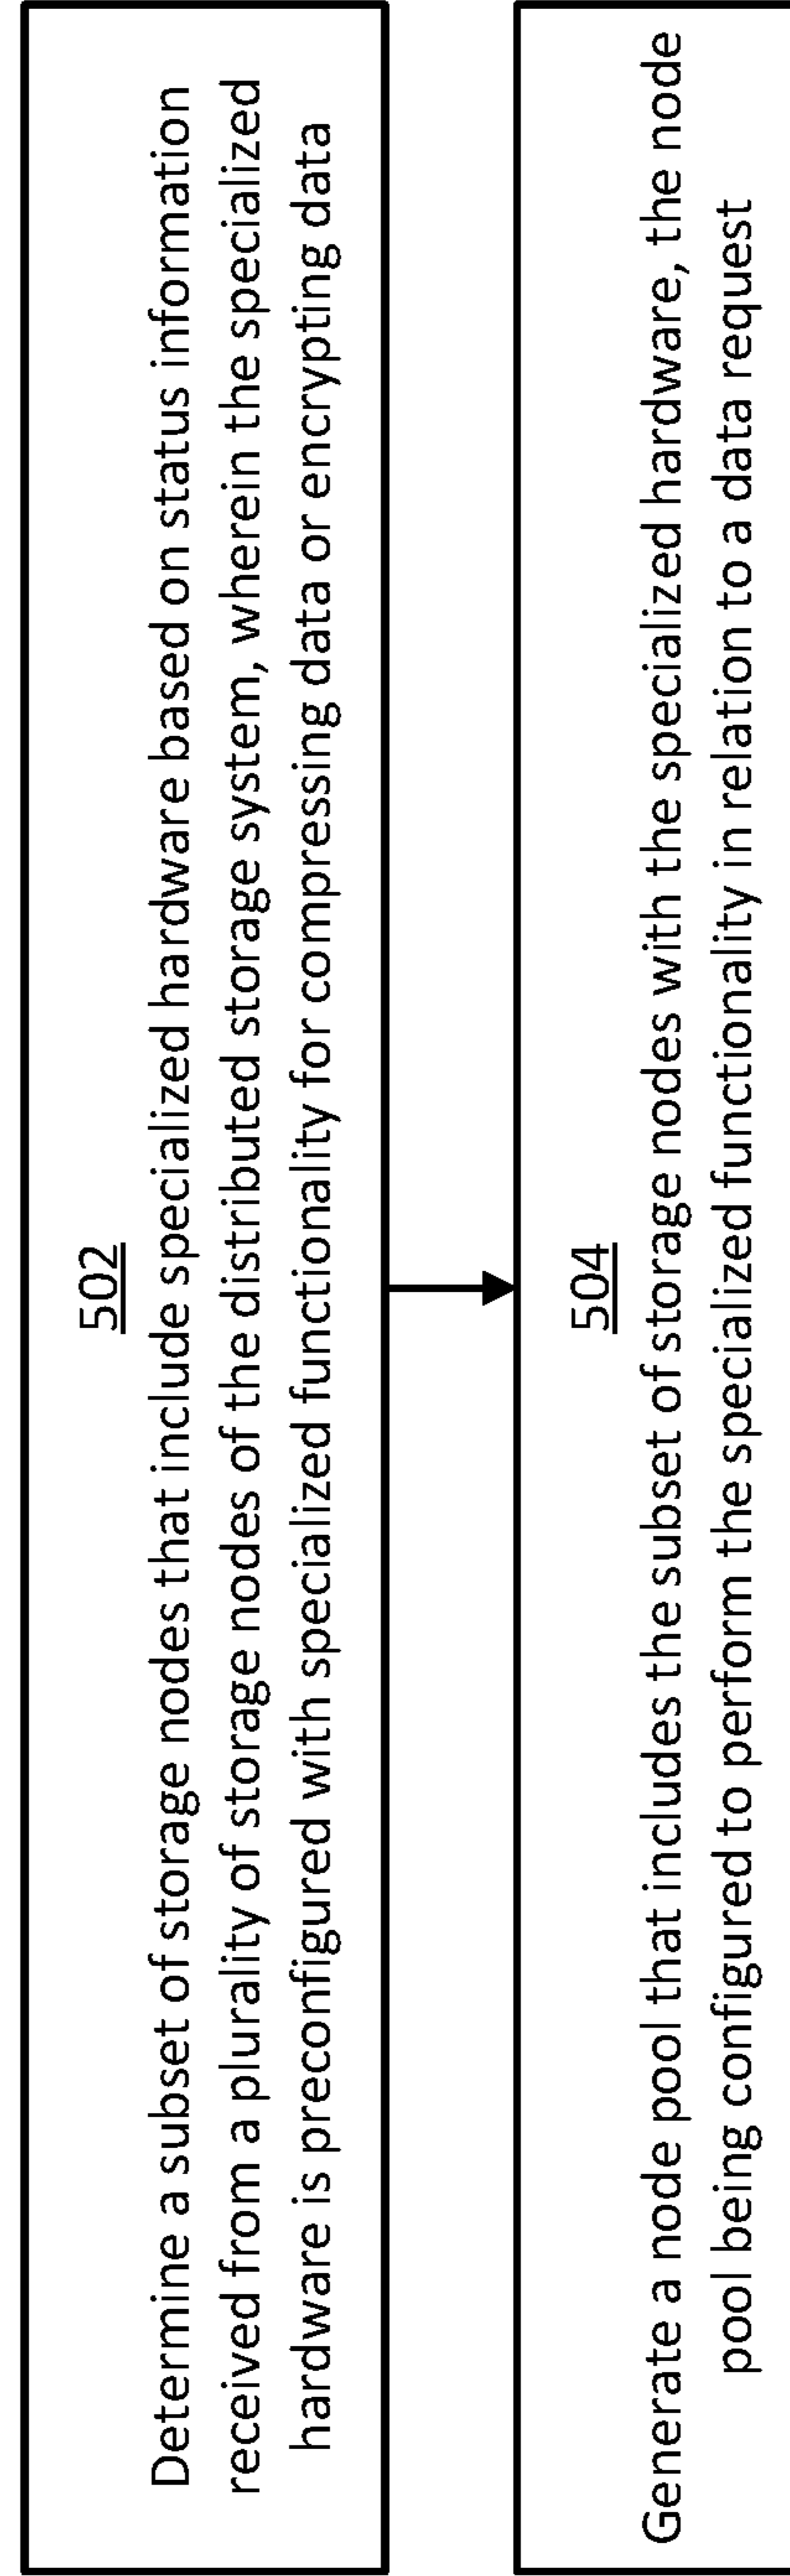 502
Determine a subset of storage nodes that include specialized hardware based on status information
received from a plurality of storage nodes of the distributed storage system, wherein the specialized
hardware is preconfigured with specialized functionality for compressing data or encrypting data
504
Generate a node pool that includes the subset of storage nodes with the specialized hardware, the node
pool being configured to perform the specialized functionality in relation to a data request